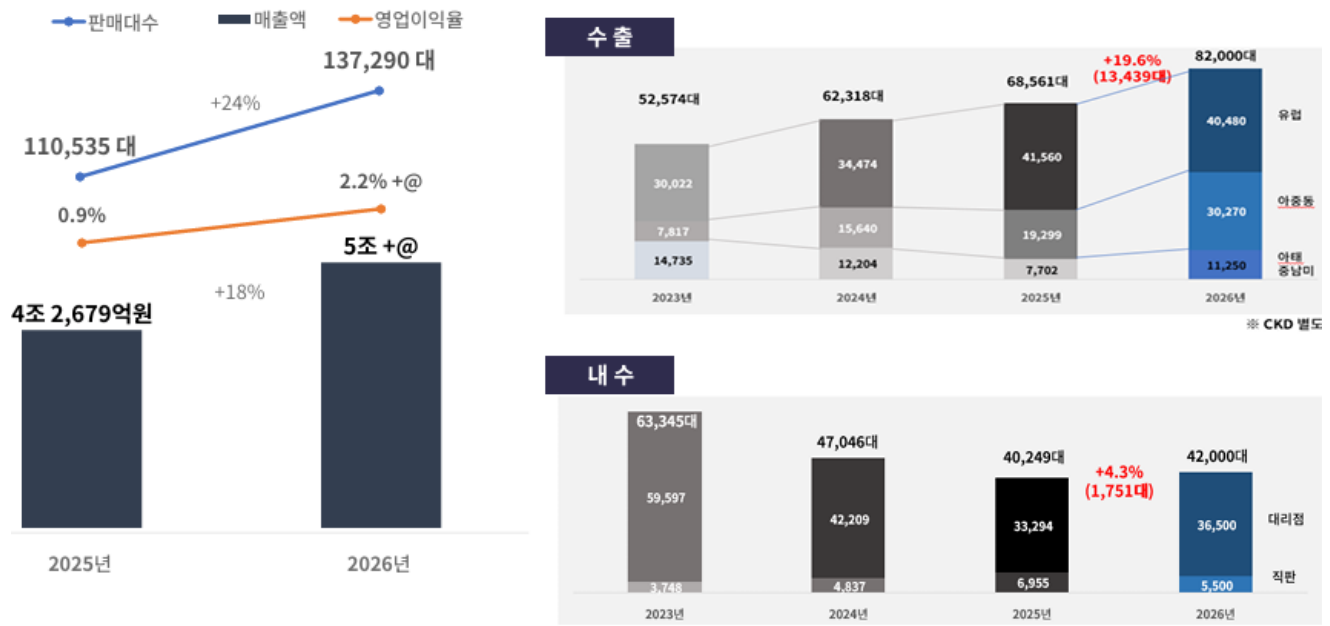 판매대수 매출액 영업이익율
137,290 대
+24%
110,535 대
2.2% +@
0.9%
5조 +@
+18%
4조 2,679억원
2025년 2026년
수 출
+19.6%
(13,439대)
82,000대
68,561대
62,318대
52,574대
유럽
40,480
41,560
34,474
30,022
아중동
30,270
19,299
15,640
7,817
아태
중남미
11,250
7,702
12,204
14,735
2023년 2024년 2025년 2026년
※ CKD 별도
내 수
63,345대
47,046대
40,249대
42,000대
+4.3%
(1,751대)
59,597
42,209
33,294
36,500
대리점
직판
3,748
4,837
6,955
5,500
2023년 2024년 2025년 2026년